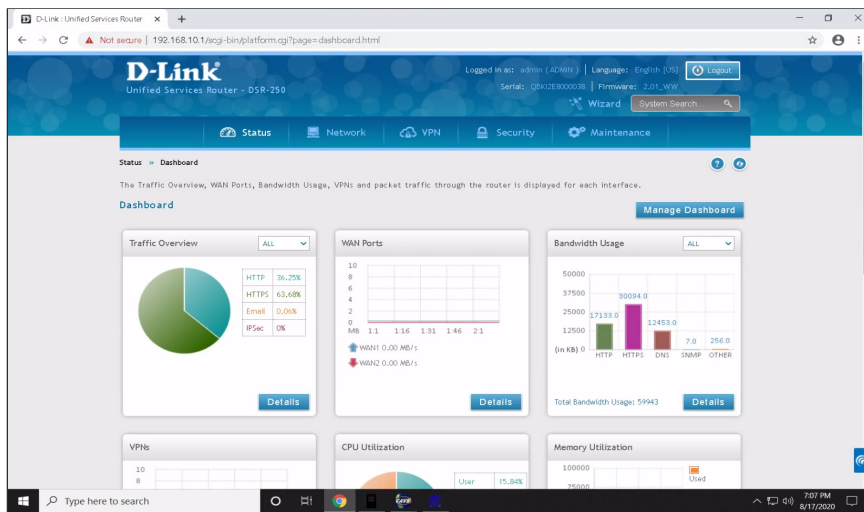 D-Link : Unified Services Router
Not secure | 192.168.10.1/scgi-bin/platform.cgi?page=dashboard.html
D-Link
Unified Services Router - DSR-250
Logged in as: admin ( ADMIN ) | Language: English [US]
Logout
Serial: QBKI2E8000038 | Firmware: 2.01_WW
Wizard
System Search...
Status
Network
VPN
Security
Maintenance
Status » Dashboard
The Traffic Overview, WAN Ports, Bandwidth Usage, VPNs and packet traffic through the router is displayed for each interface.
Dashboard
Manage Dashboard
Traffic Overview
ALL
HTTP 36.25%
HTTPS 63.68%
Email 0.06%
IPSec 0%
Details
WAN Ports
10
8
6
4
2
0
MB 1:1 1:16 1:31 1:46 2:1
WAN1 0.00 MB/s
WAN2 0.00 MB/s
Details
Bandwidth Usage
ALL
50000
37500
25000
12500
(in KB) 0
17133.0 30094.0 12453.0 7.0 256.0
HTTP HTTPS DNS SNMP OTHER
Total Bandwidth Usage: 59943
Details
VPNs
10
8
CPU Utilization
User 15.84%
Memory Utilization
100000
75000
Used
Type here to search
7:07 PM
8/17/2020